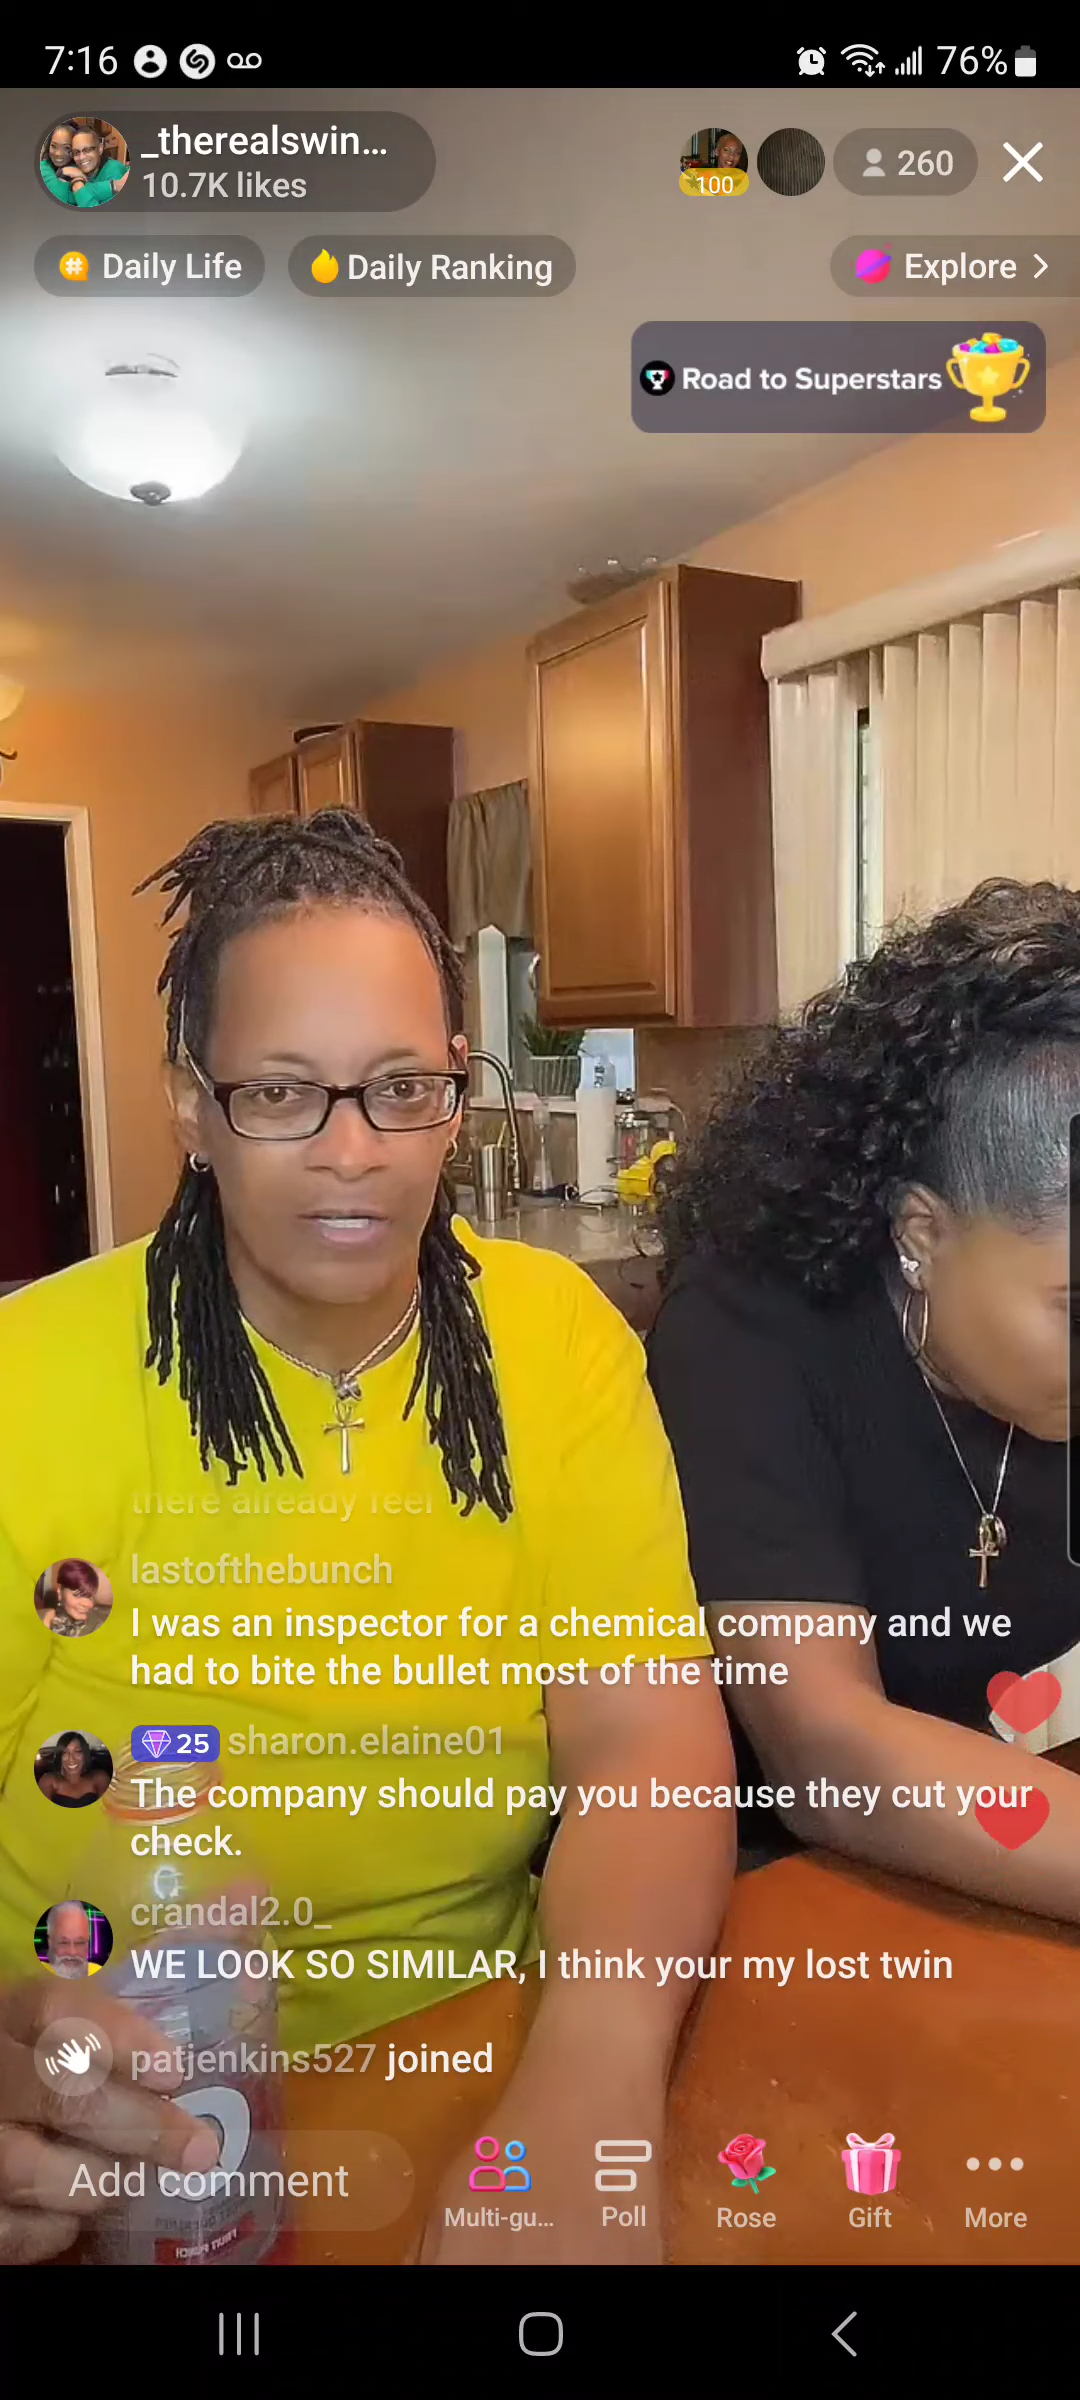 7:16
76%
_therealswin...
10.7K likes
100
260
Daily Life
Daily Ranking
Explore
Road to Superstars
there already feel
lastofthebunch
I was an inspector for a chemical company and we
had to bite the bullet most of the time
25 sharon.elaine01
The company should pay you because they cut your
check.
crandal2.0_
WE LOOK SO SIMILAR, I think your my lost twin
patjenkins527 joined
Add comment
Multi-gu...
Poll
Rose
Gift
More